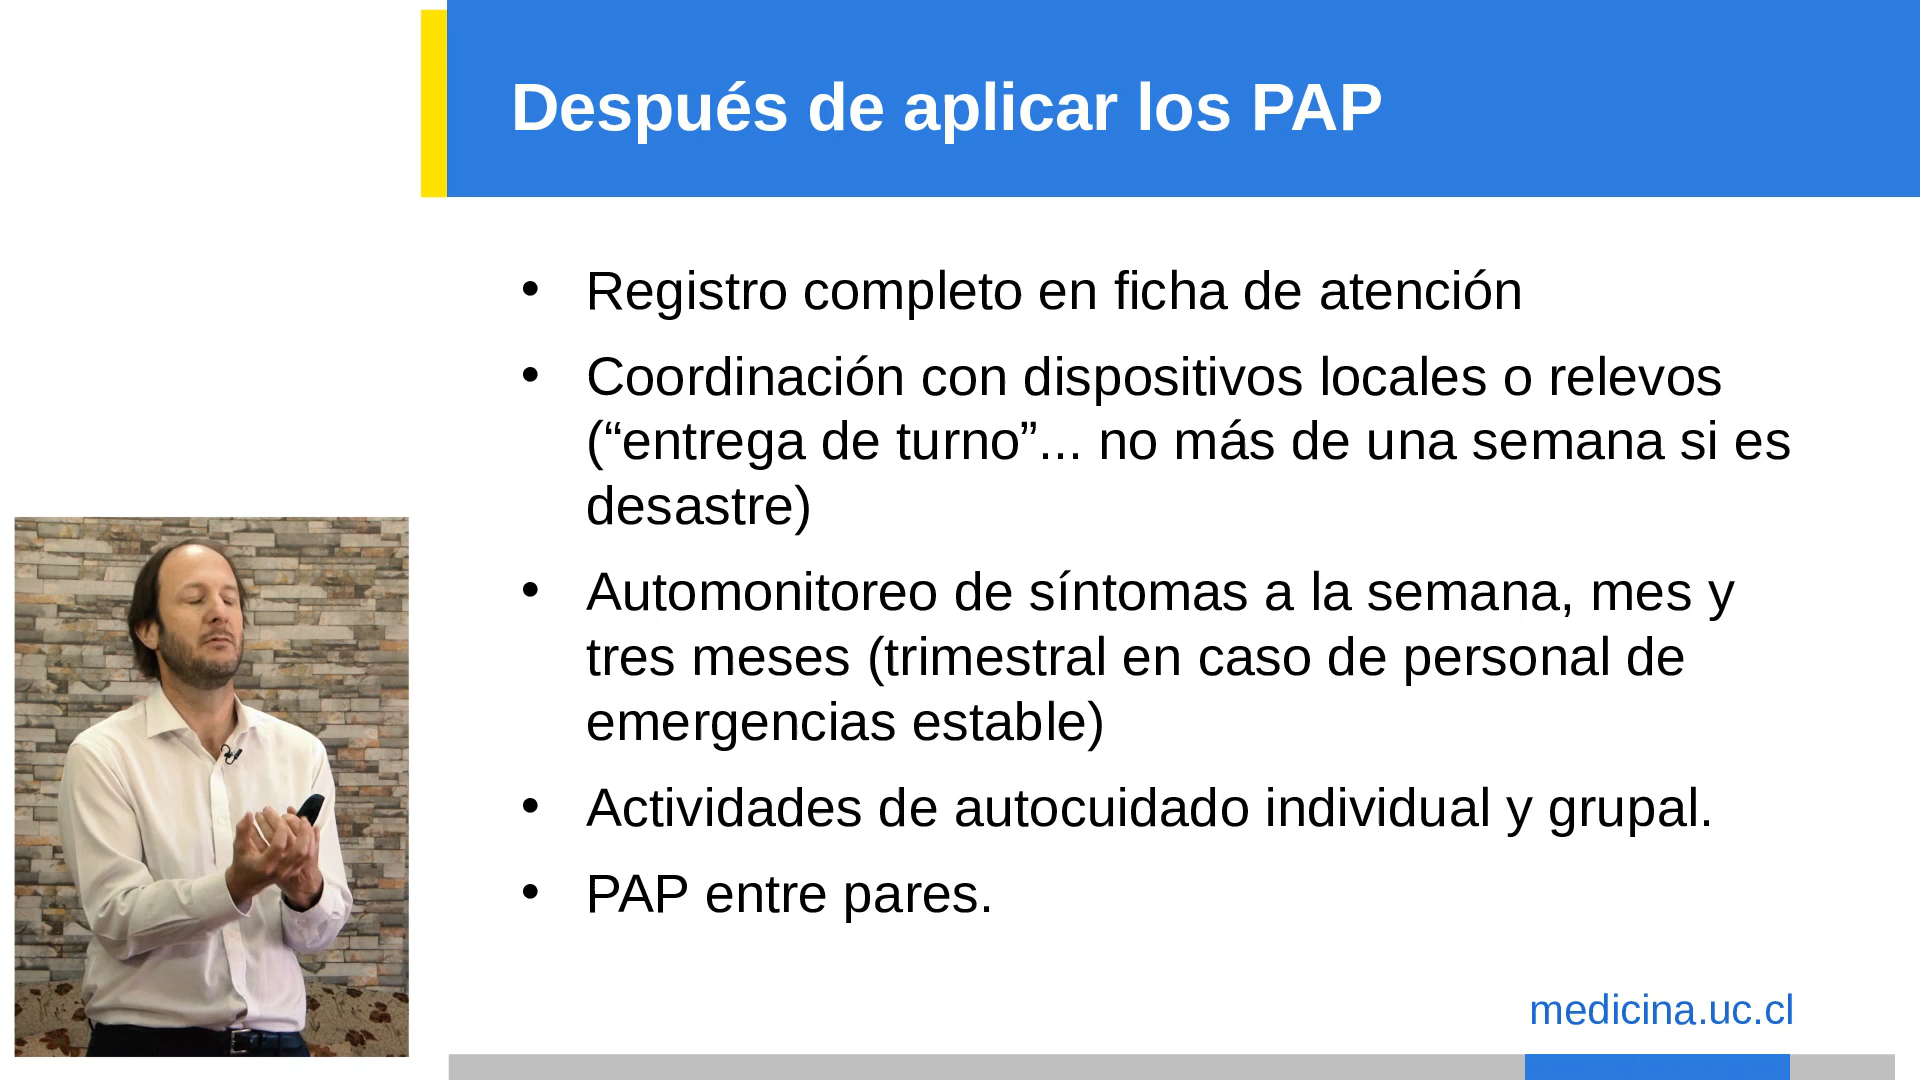 Después de aplicar los PAP
• Registro completo en ficha de atención
• Coordinación con dispositivos locales o relevos
(“entrega de turno”... no más de una semana si es
desastre)
• Automonitoreo de síntomas a la semana, mes y
tres meses (trimestral en caso de personal de
emergencias estable)
• Actividades de autocuidado individual y grupal.
• PAP entre pares.
medicina.uc.cl